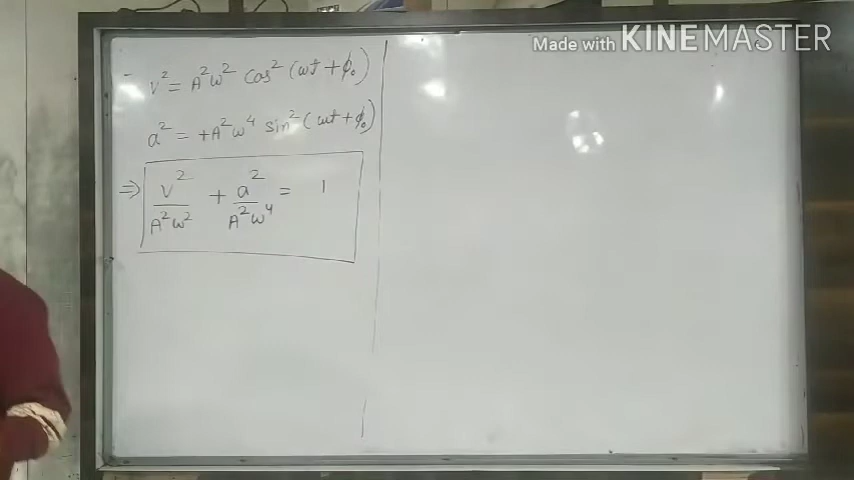 Made with KINEMASTER
v² = A²ω² Cos² (ωt + φ₀)
a² = +A²ω⁴ sin² (ωt + φ₀)
⇒ v²/A²ω² + a²/A²ω⁴ = 1